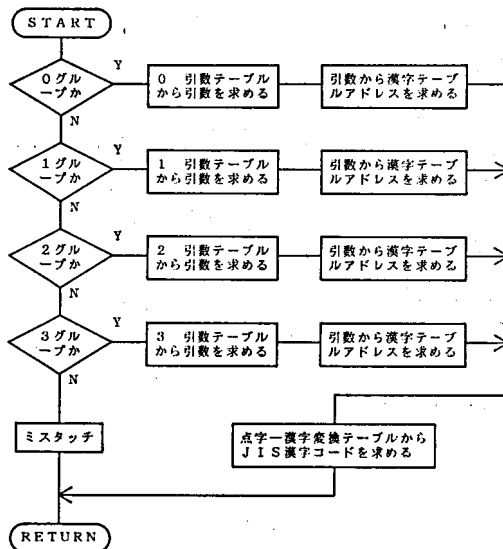 START
0グル
ープか
Y
0 引数テーブル
から引数を求める
引数から漢字テーブ
ルアドレスを求める
N
1グル
ープか
Y
1 引数テーブル
から引数を求める
引数から漢字テーブ
ルアドレスを求める
N
2グル
ープか
Y
2 引数テーブル
から引数を求める
引数から漢字テーブ
ルアドレスを求める
N
3グル
ープか
Y
3 引数テーブル
から引数を求める
引数から漢字テーブ
ルアドレスを求める
N
ミスタッチ
点字ー漢字変換テーブルから
JIS漢字コードを求める
RETURN